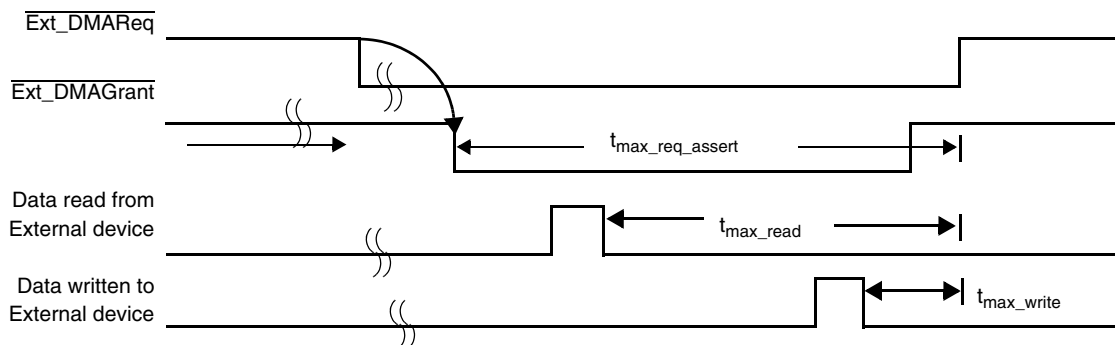 Ext_DMAReq
Ext_DMAGrant
t_max_req_assert
Data read from
External device
t_max_read
Data written to
External device
t_max_write